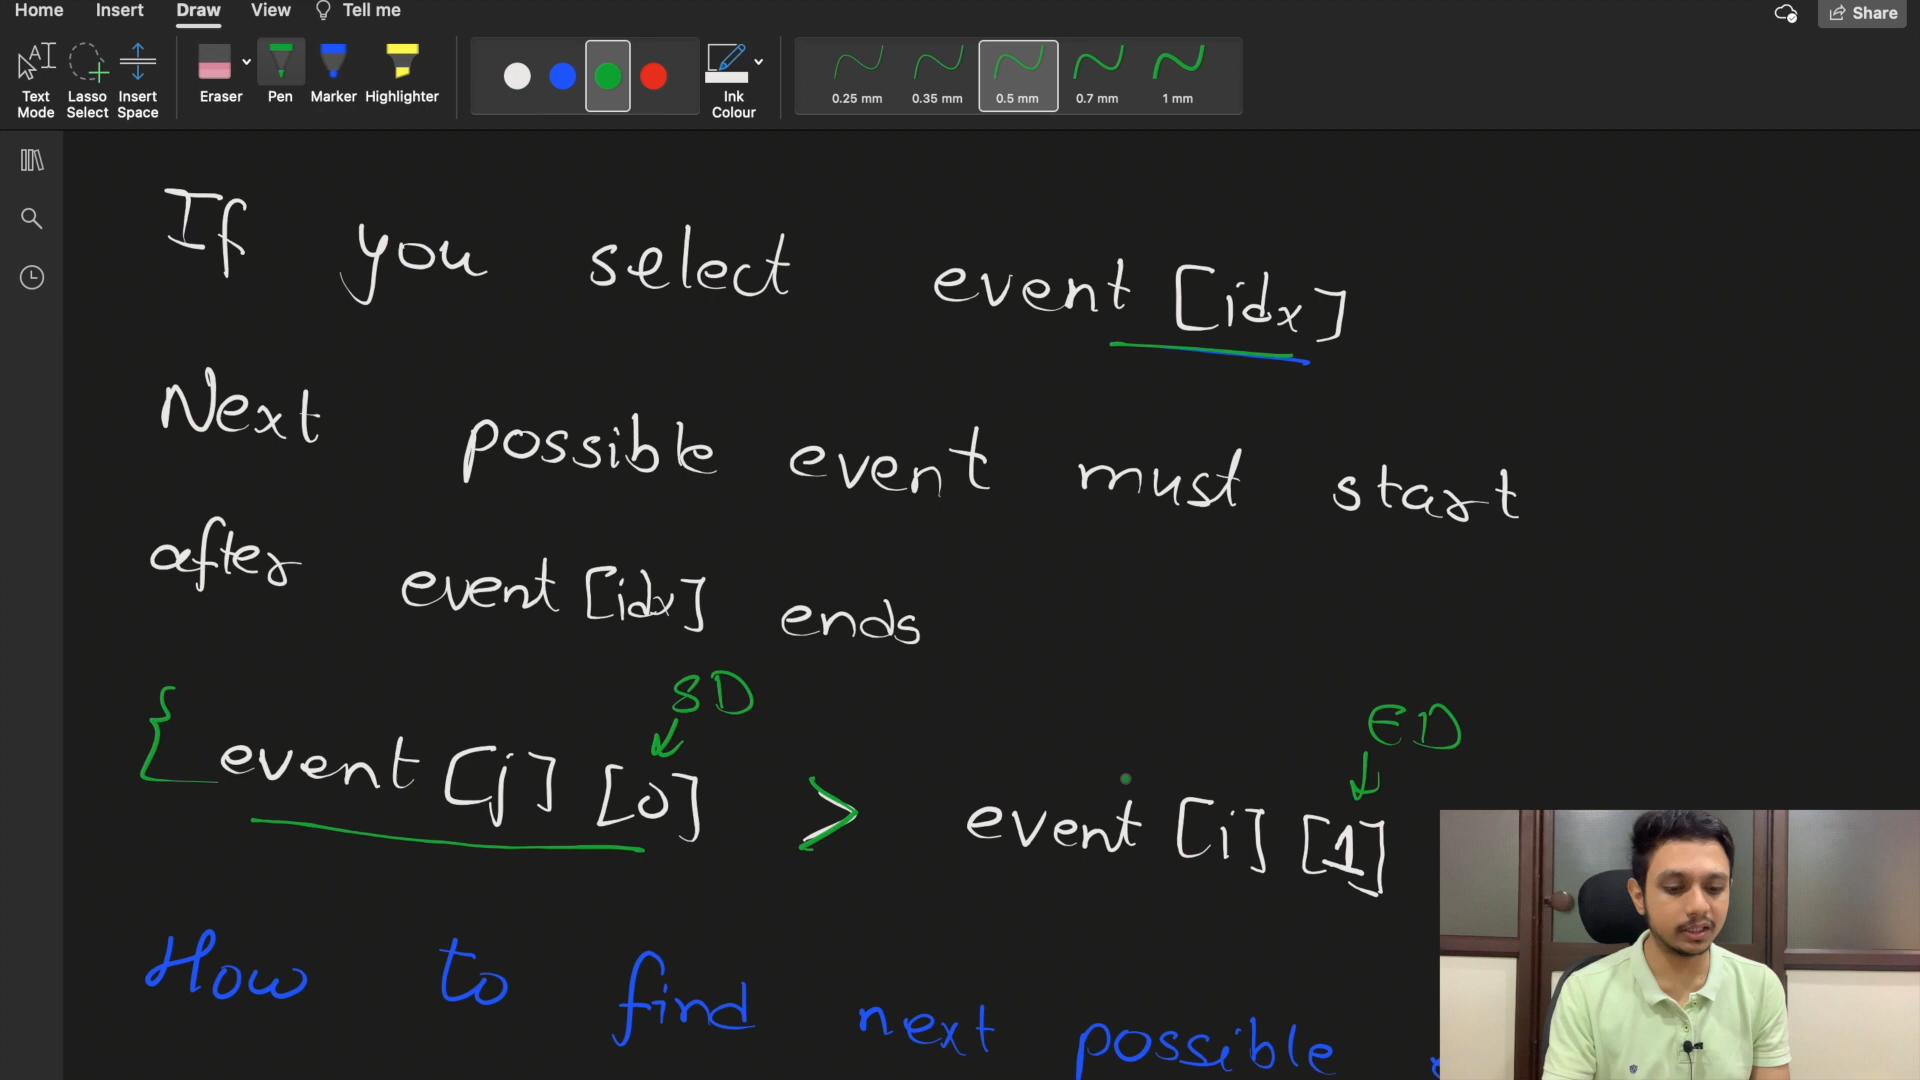 Home Insert Draw View Tell me Share
Text Mode Lasso Select Insert Space Eraser Pen Marker Highlighter Ink Colour 0.25 mm 0.35 mm 0.5 mm 0.7 mm 1 mm
If you select event [idx]
Next possible event must start
after event [idx] ends
SD ED
event [j] [0] > event [i] [1]
How to find next possible